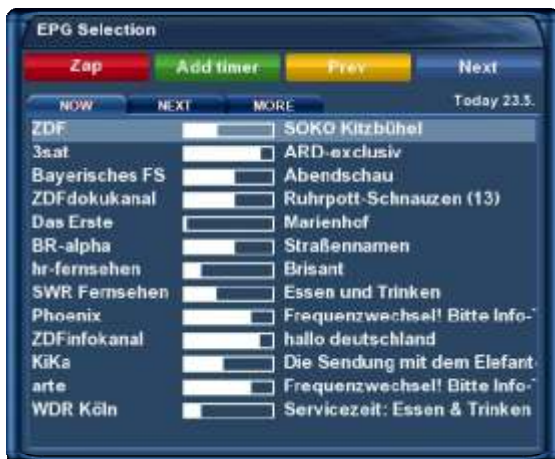 EPG Selection
Zap Add timer Prev Next
NOW NEXT MORE Today 23.5.
ZDF SOKO Kitzbühel
3sat ARD-exclusiv
Bayerisches FS Abendschau
ZDFdokukanal Ruhrpott-Schnauzen (13)
Das Erste Marienhof
BR-alpha Straßennamen
hr-fernsehen Brisant
SWR Fernsehen Essen und Trinken
Phoenix Frequenzwechsel! Bitte Info-
ZDFinfokanal hallo deutschland
KiKa Die Sendung mit dem Elefant
arte Frequenzwechsel! Bitte Info-
WDR Köln Servicezeit: Essen & Trinken